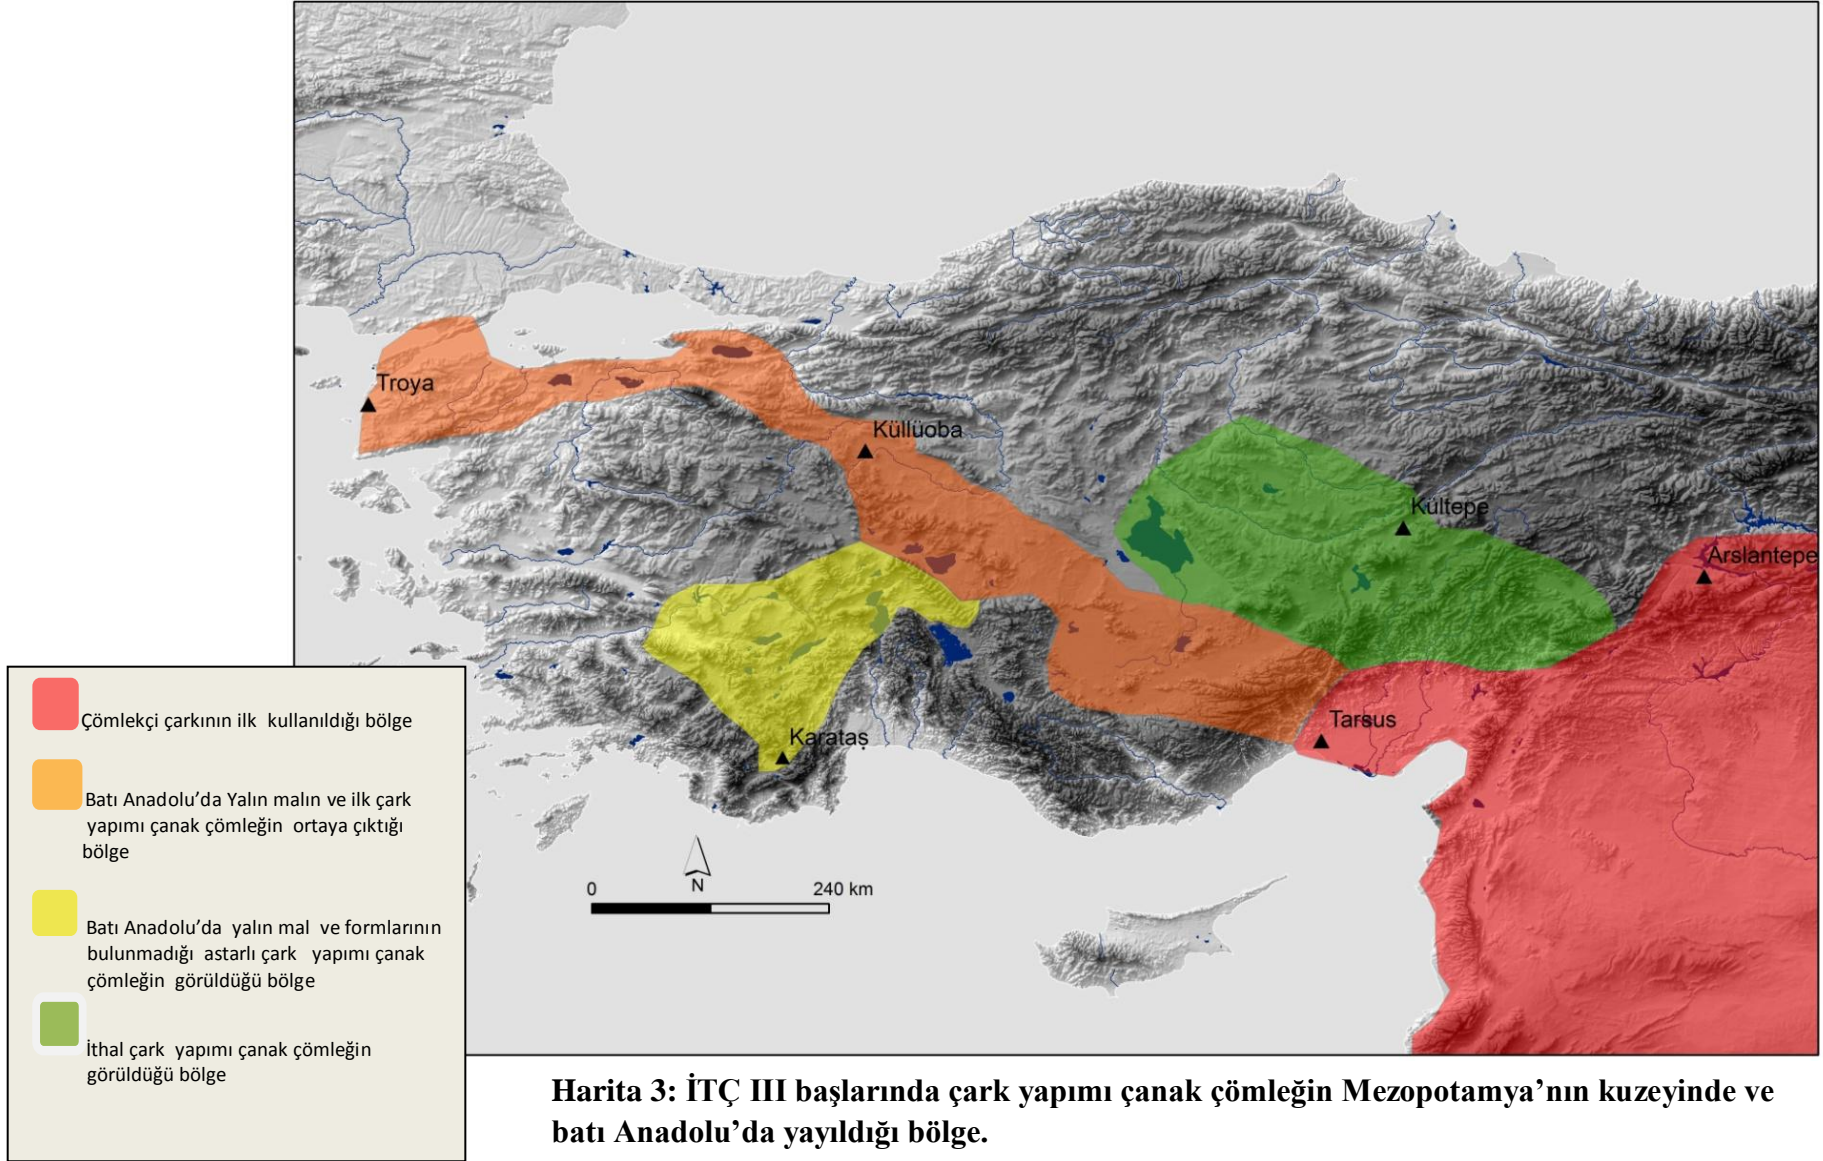 Troya
Küllüoba
Kültepe
Arslantepe
Tarsus
Karataş
N
0 240 km
Çömlekçi çarkının ilk kullanıldığı bölge
Batı Anadolu'da Yalın malın ve ilk çark
yapımı çanak çömleğin ortaya çıktığı
bölge
Batı Anadolu'da yalın mal ve formlarının
bulunmadığı astarlı çark yapımı çanak
çömleğin görüldüğü bölge
İthal çark yapımı çanak çömleğin
görüldüğü bölge
Harita 3: İTÇ III başlarında çark yapımı çanak çömleğin Mezopotamya'nın kuzeyinde ve
batı Anadolu'da yayıldığı bölge.